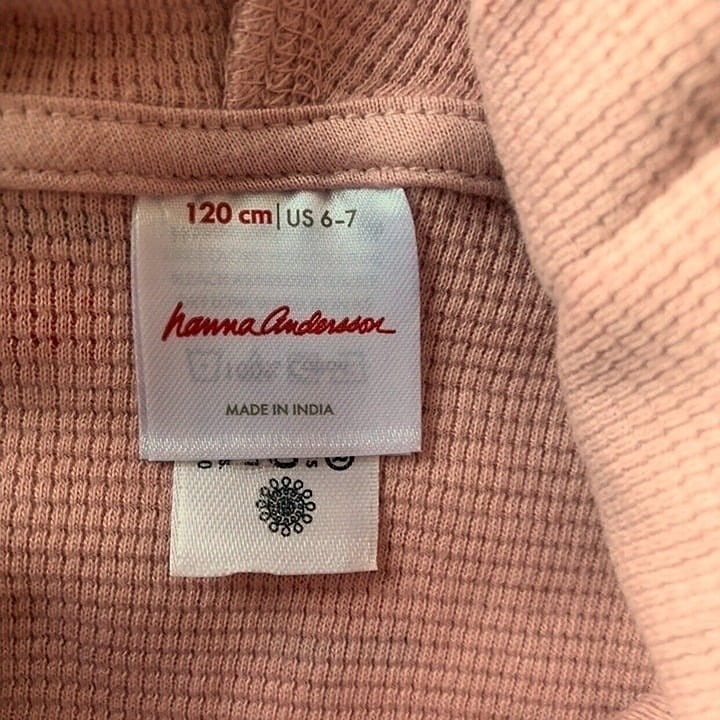 120 cm | US 6-7
hanna Andersson
MADE IN INDIA